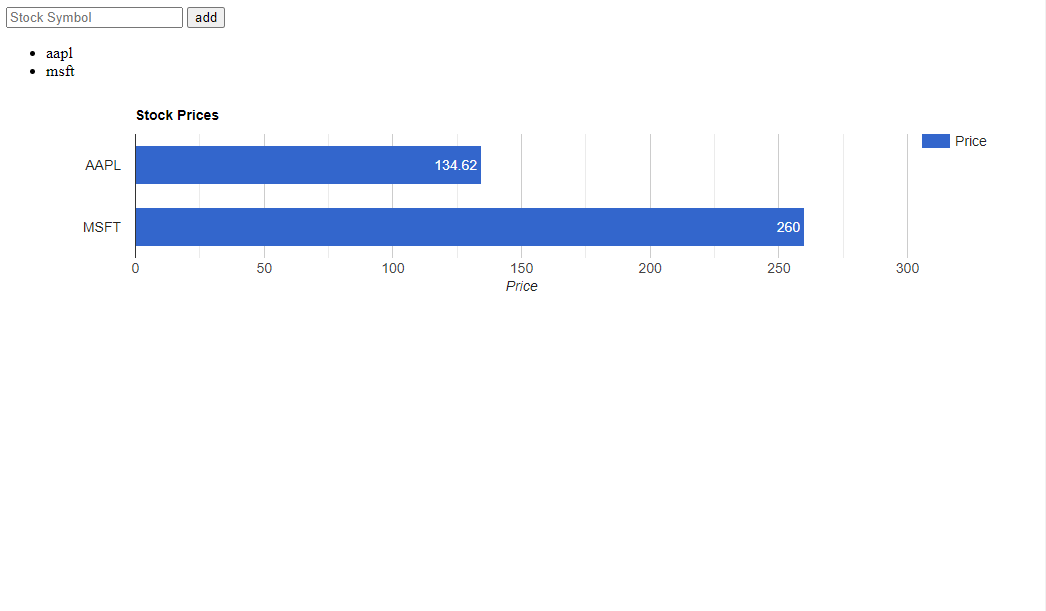 Stock Symbol add
aapl
msft
Stock Prices
Price
AAPL 134.62
MSFT 260
0 50 100 150 200 250 300
Price